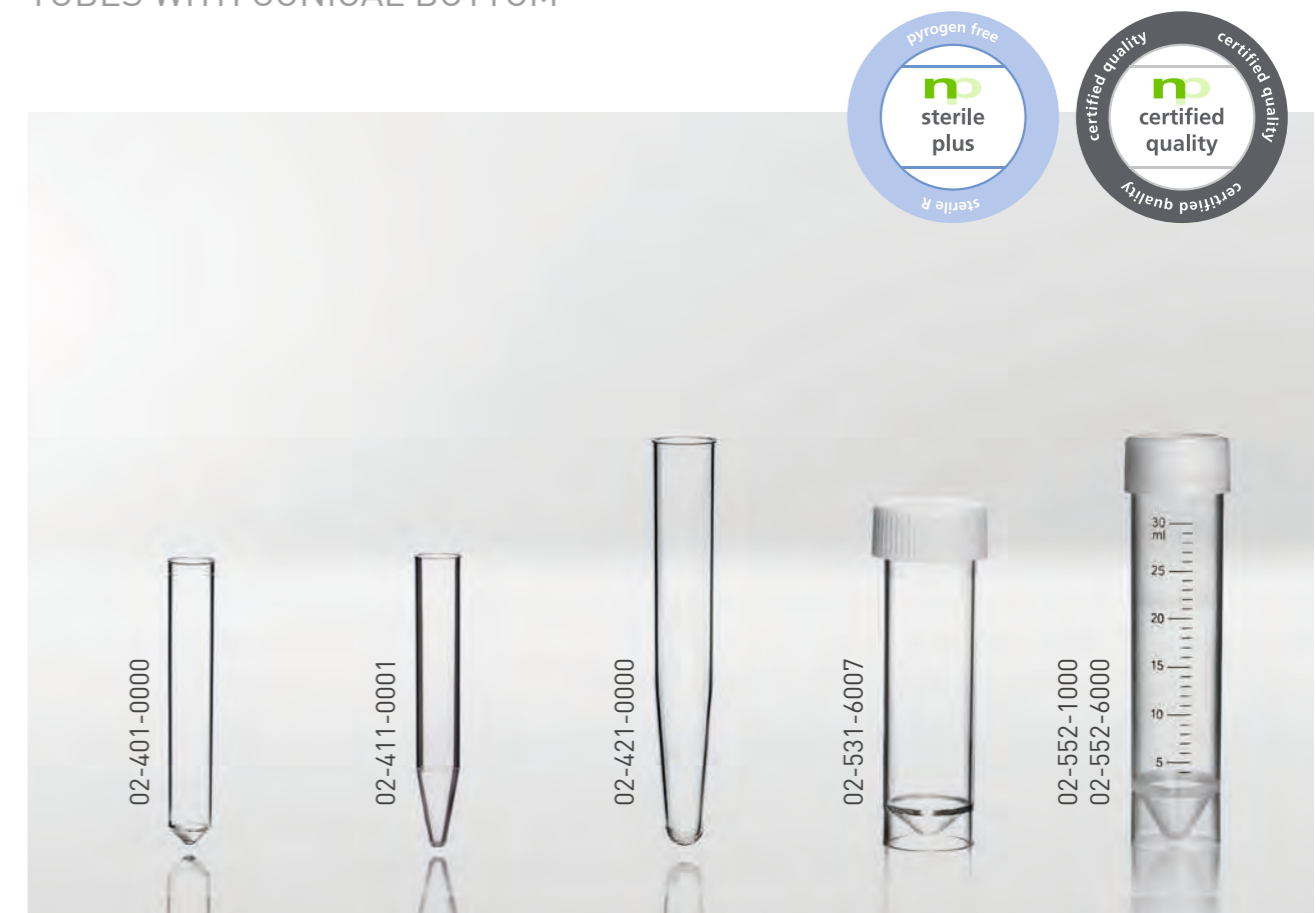 TUBES WITH CONICAL BOTTOM
pyrogen free
np
sterile
plus
sterile R
certified quality
certified quality
np
certified
quality
certified quality
02-401-0000
02-411-0001
02-421-0000
02-531-6007
02-552-1000
02-552-6000
30
ml
25
20
15
10
5